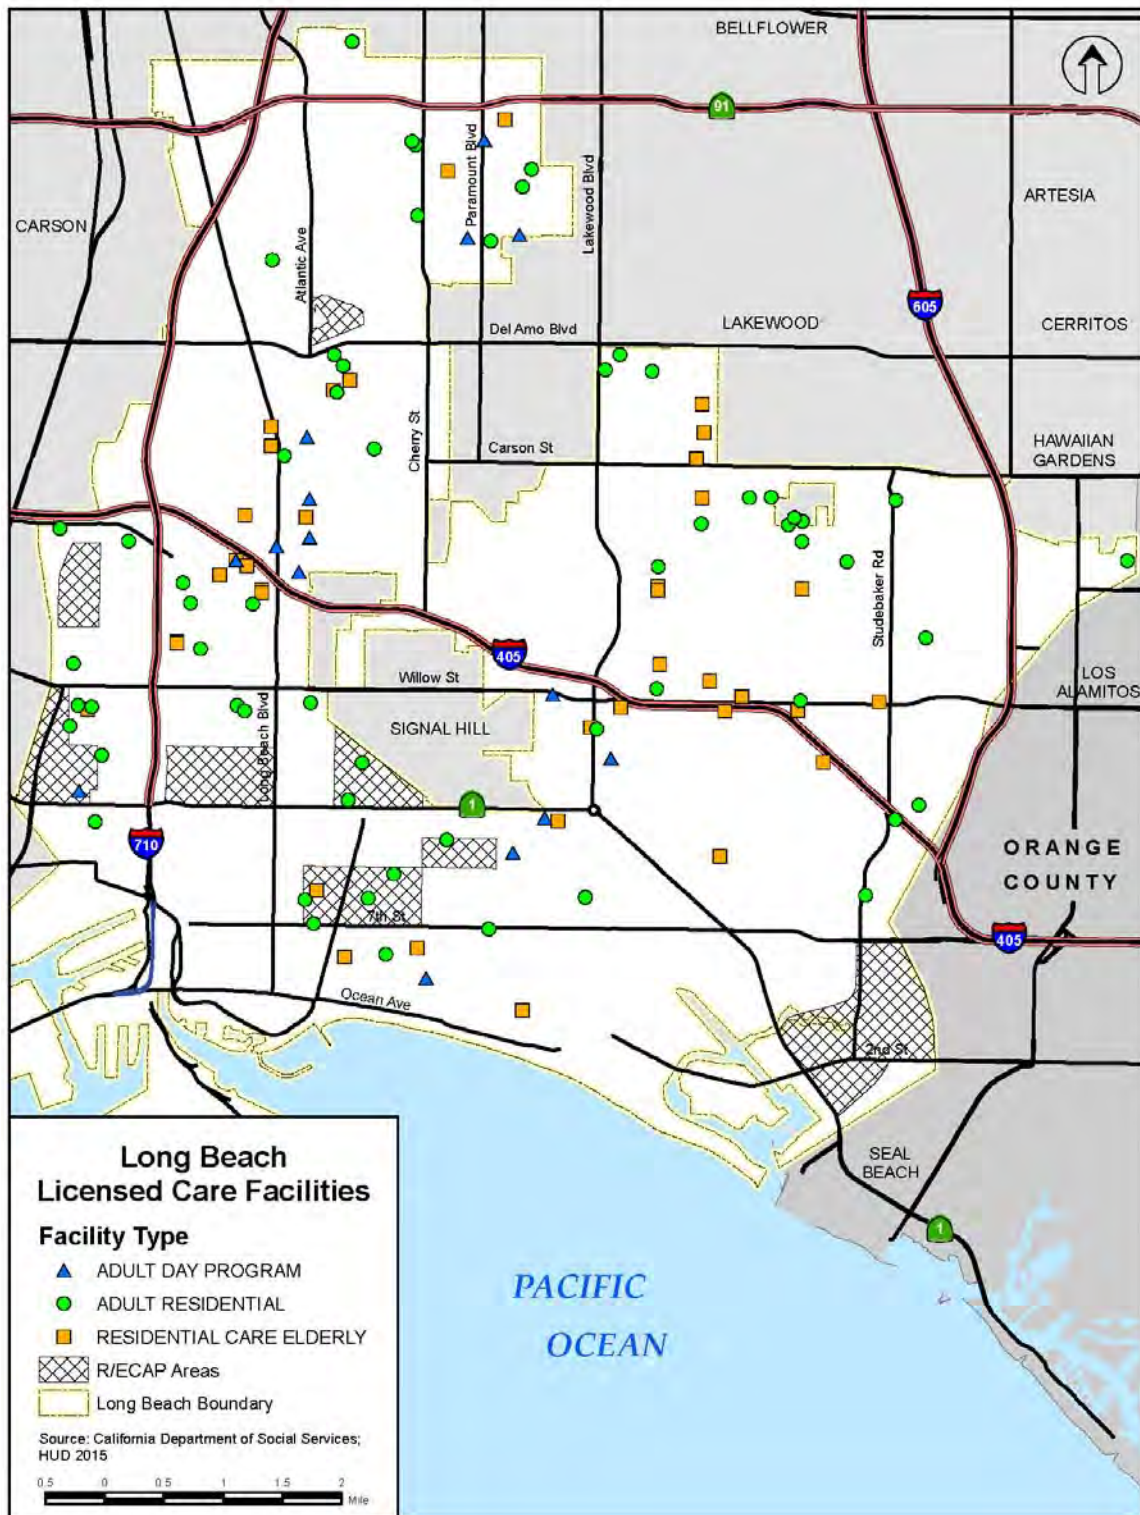 BELLFLOWER
91
Paramount Blvd
Lakewood Blvd
ARTESIA
CARSON
Atlantic Ave
605
Del Amo Blvd
LAKEWOOD
CERRITOS
Cherry St
Carson St
HAWAIIAN
GARDENS
Studebaker Rd
405
Willow St
LOS
ALAMITOS
Long Beach Blvd
SIGNAL HILL
1
710
ORANGE
COUNTY
7th St
405
Ocean Ave
2nd St
SEAL
BEACH
1
PACIFIC
OCEAN
Long Beach
Licensed Care Facilities
Facility Type
ADULT DAY PROGRAM
ADULT RESIDENTIAL
RESIDENTIAL CARE ELDERLY
R/ECAP Areas
Long Beach Boundary
Source: California Department of Social Services;
HUD 2015
0.5 0 0.5 1 1.5 2
Mile